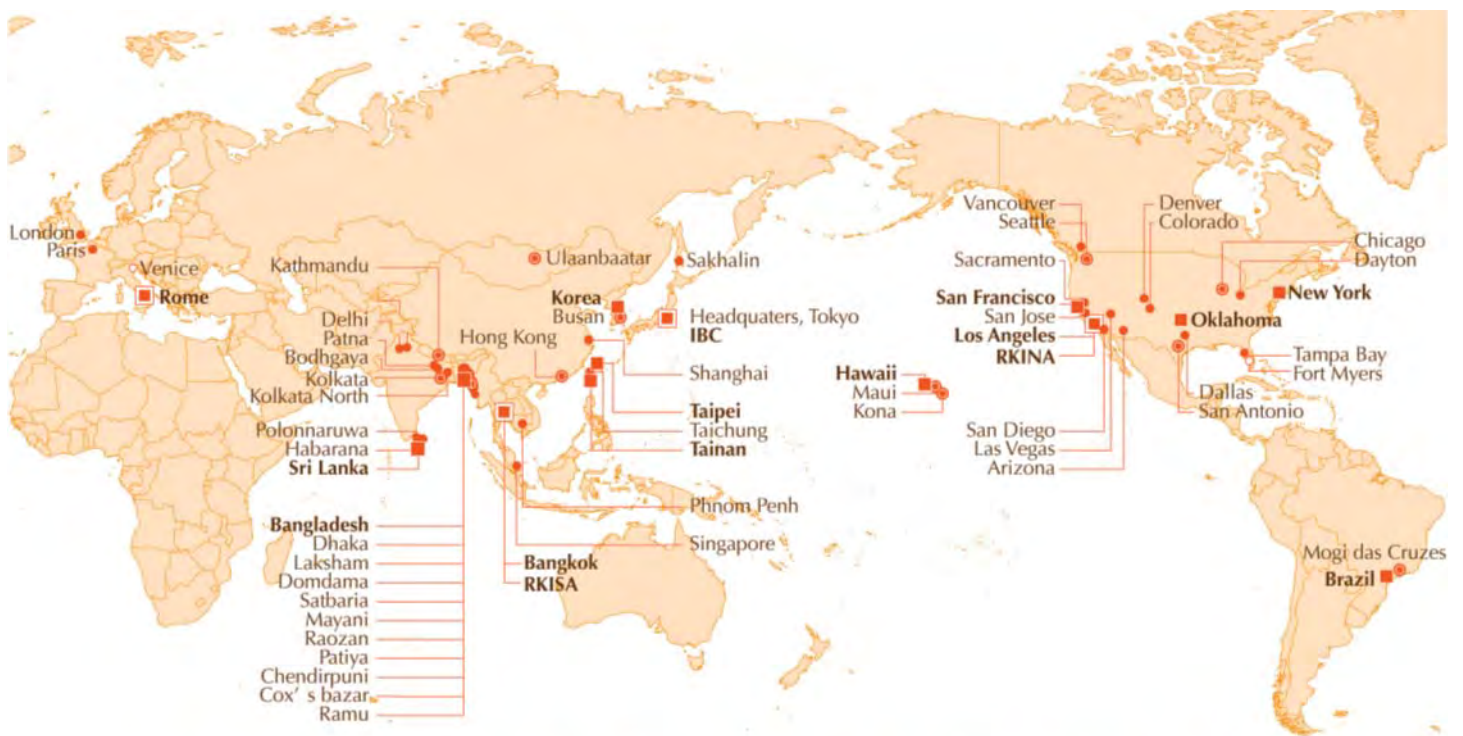 London
Paris
Venice
Rome
Kathmandu
Delhi
Patna
Bodhgaya
Kolkata
Kolkata North
Polonnaruwa
Habarana
Sri Lanka
Bangladesh
Dhaka
Laksham
Domdama
Satbaria
Mayani
Raozan
Patiya
Chendirpuni
Cox’ s bazar
Ramu
Ulaanbaatar
Sakhalin
Korea
Busan
Headquaters, Tokyo
IBC
Hong Kong
Shanghai
Taipei
Taichung
Tainan
Phnom Penh
Singapore
Bangkok
RKISA
Vancouver
Seattle
Sacramento
San Francisco
San Jose
Los Angeles
RKINA
Hawaii
Maui
Kona
San Diego
Las Vegas
Arizona
Denver
Colorado
Chicago
Dayton
New York
Oklahoma
Tampa Bay
Fort Myers
Dallas
San Antonio
Mogi das Cruzes
Brazil